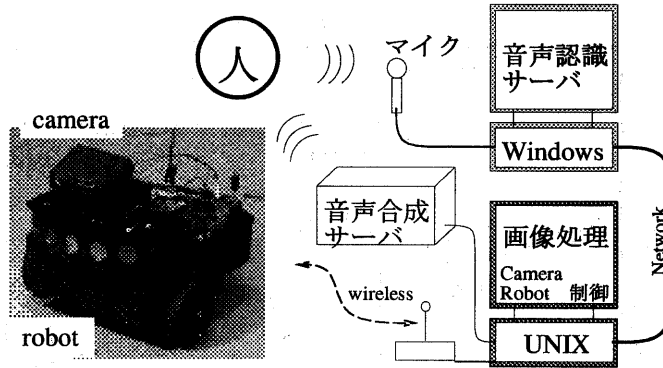 人
マイク
音声認識
サーバ
Windows
camera
音声合成
サーバ
画像処理
Camera
Robot 制御
UNIX
Network
wireless
robot